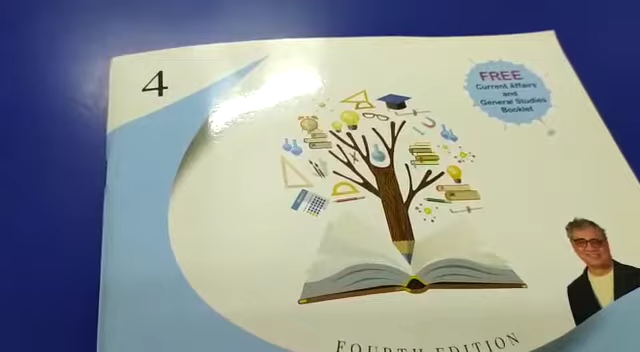 4
FREE
Current Affairs
and
General Studies
Booklet
FOURTH EDITION